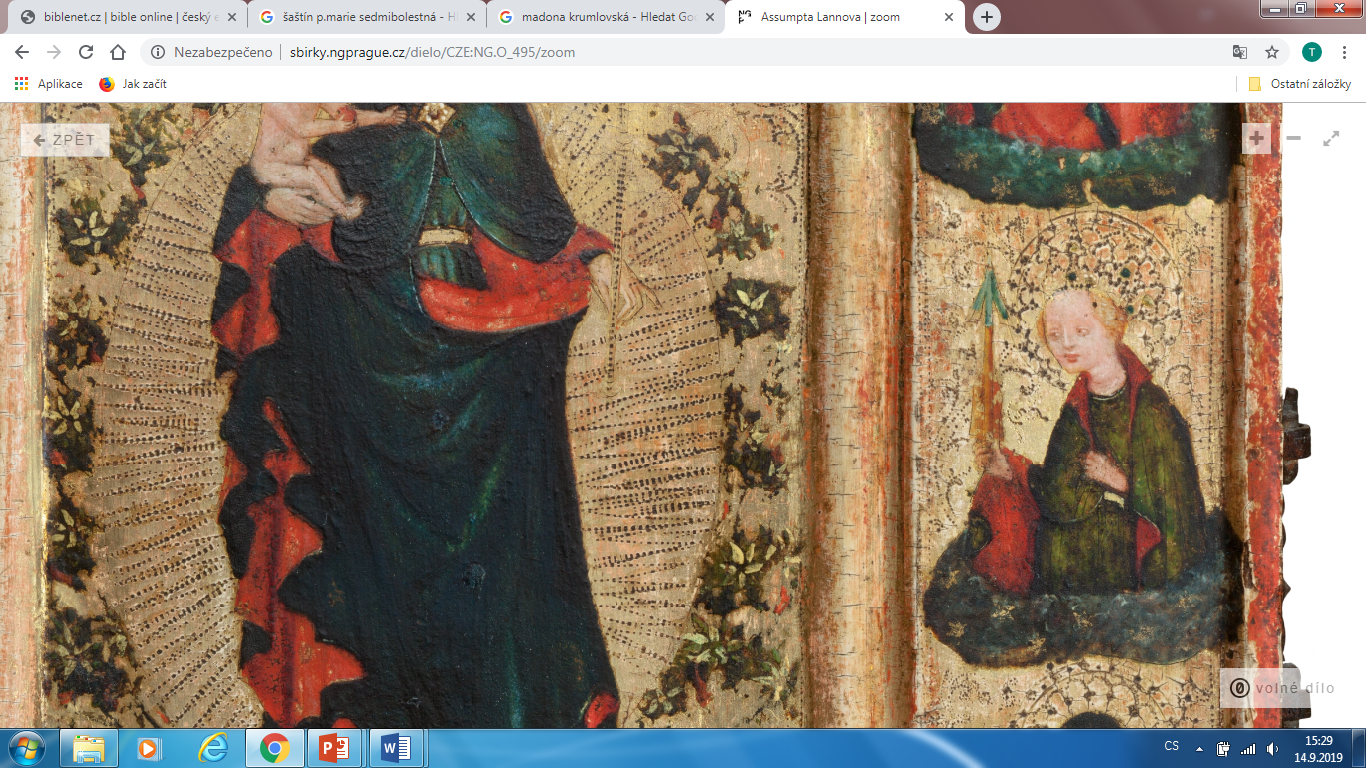 biblenet.cz | bible online | český e
šaštín p.marie sedmibolestná - H
madona krumlovská - Hledat Goo
Assumpta Lannova | zoom
Nezabezpečeno | sbirky.ngprague.cz/dielo/CZE:NG.O_495/zoom
T
Aplikace
Jak začít
Ostatní záložky
ZPĚT
volné dílo
CS
15:29
14.9.2019